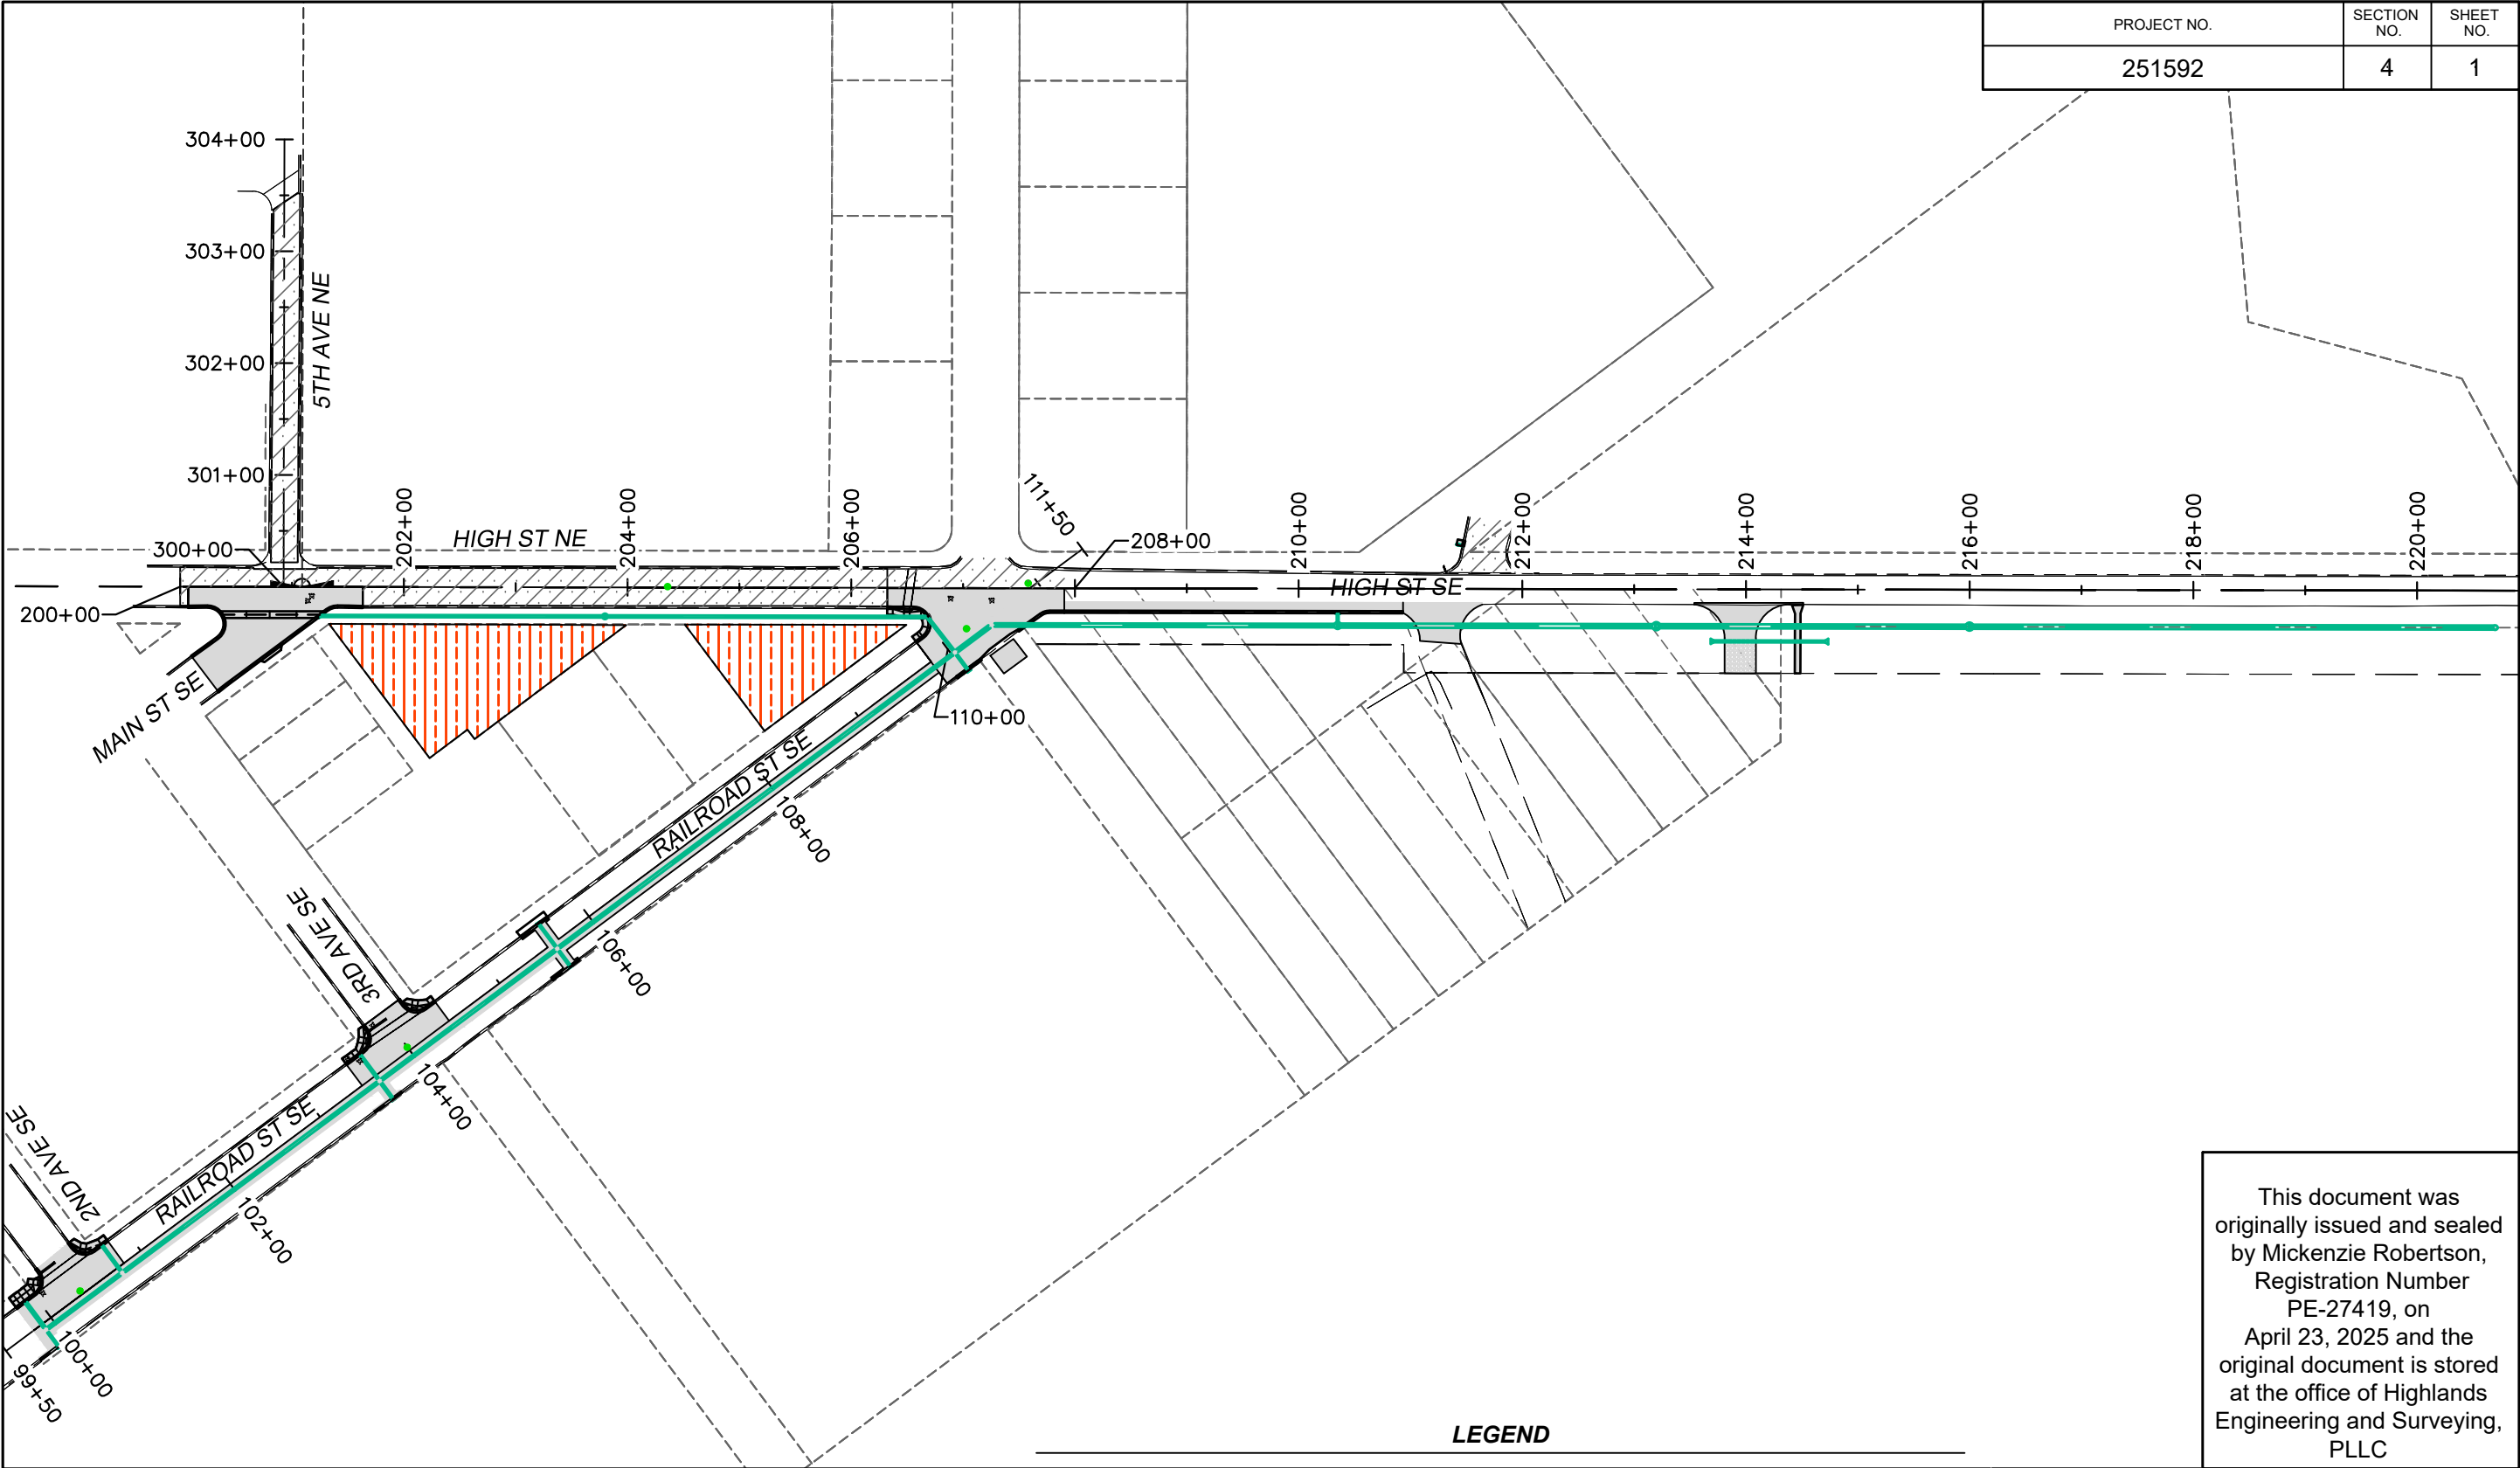 PROJECT NO.
SECTION
NO.
SHEET
NO.
251592
4
1
304+00
303+00
302+00
301+00
300+00
5TH AVE NE
HIGH ST NE
200+00
202+00
204+00
206+00
111+50
208+00
210+00
212+00
214+00
216+00
218+00
220+00
HIGH ST SE
MAIN ST SE
110+00
RAILROAD ST SE
108+00
106+00
3RD AVE SE
104+00
RAILROAD ST SE
102+00
2ND AVE SE
100+00
99+50
LEGEND
This document was
originally issued and sealed
by Mickenzie Robertson,
Registration Number
PE-27419, on
April 23, 2025 and the
original document is stored
at the office of Highlands
Engineering and Surveying,
PLLC